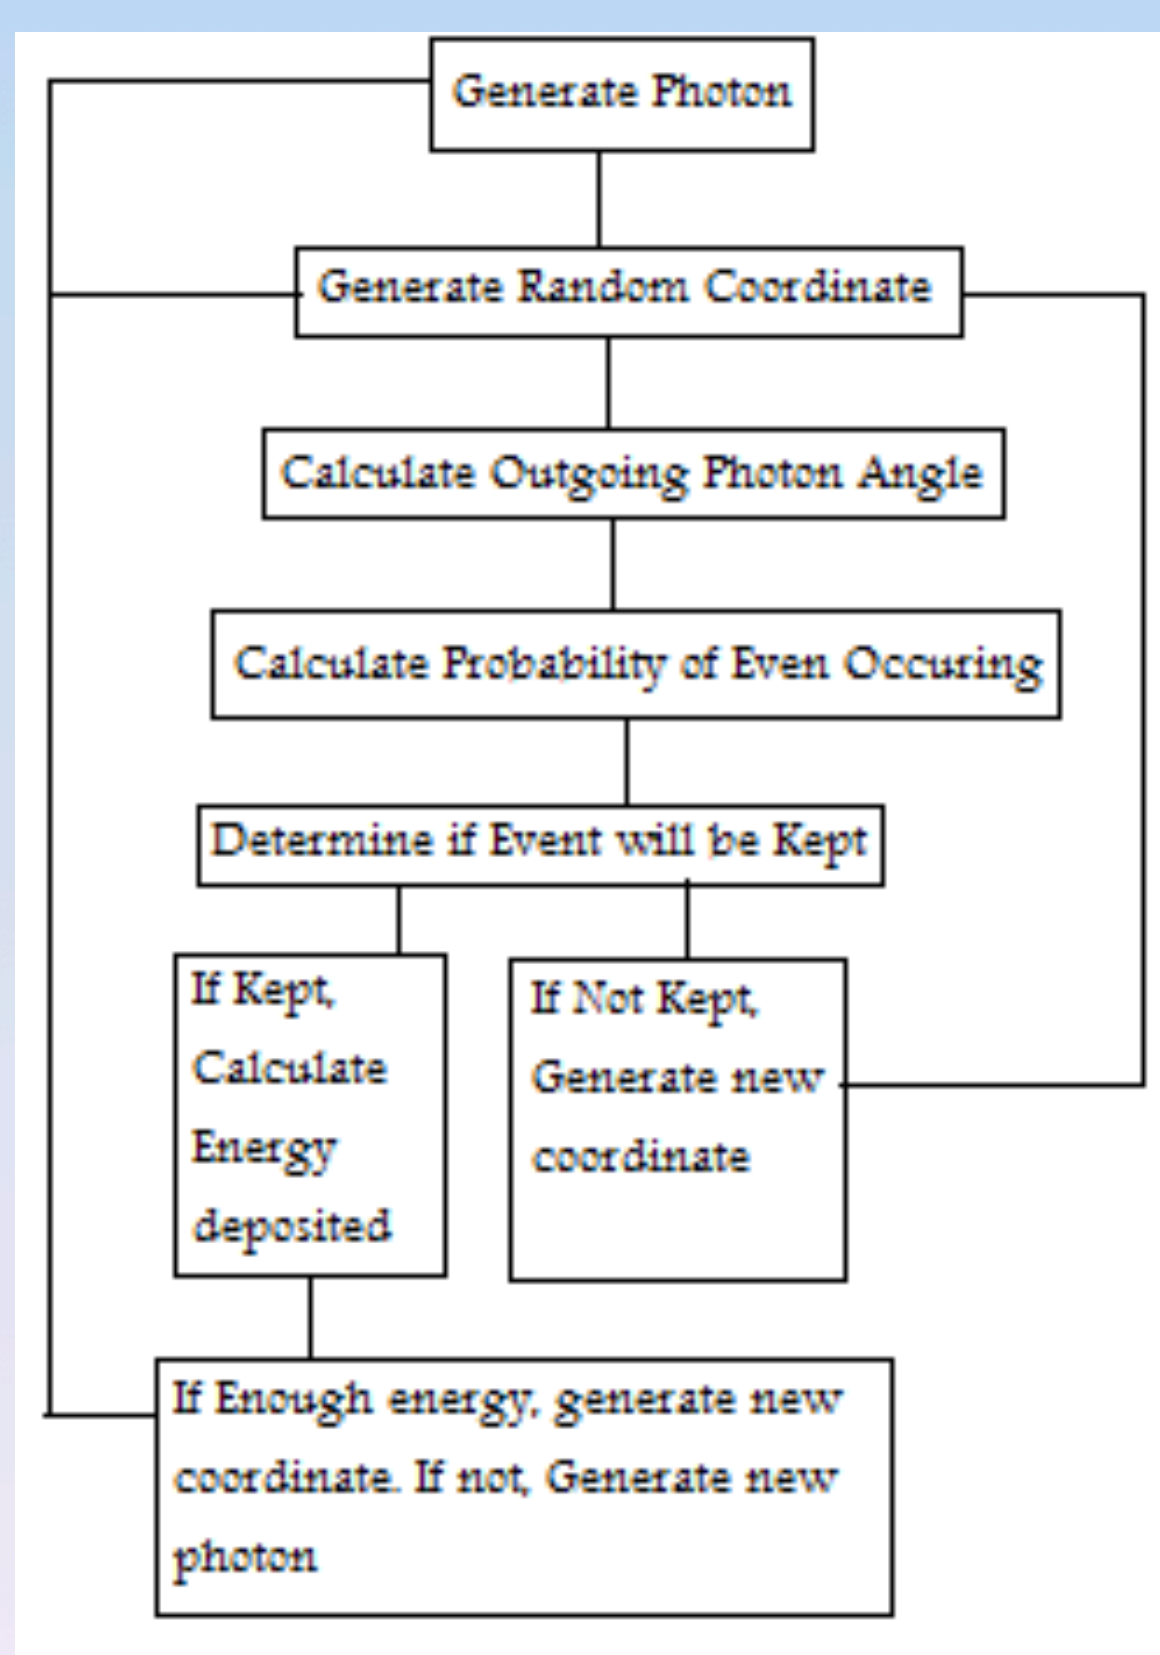 Generate Photon
Generate Random Coordinate
Calculate Outgoing Photon Angle
Calculate Probability of Even Occuring
Determine if Event will be Kept
If Kept,
Calculate
Energy
deposited
If Not Kept,
Generate new
coordinate
If Enough energy, generate new
coordinate. If not, Generate new
photon